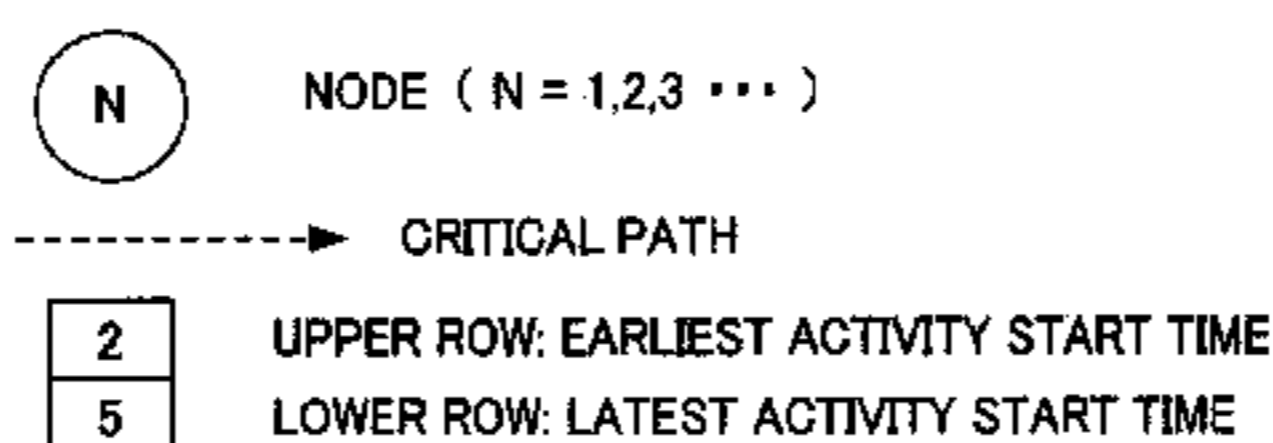 N NODE ( N = 1,2,3 ··· )
CRITICAL PATH
2 UPPER ROW: EARLIEST ACTIVITY START TIME
5 LOWER ROW: LATEST ACTIVITY START TIME